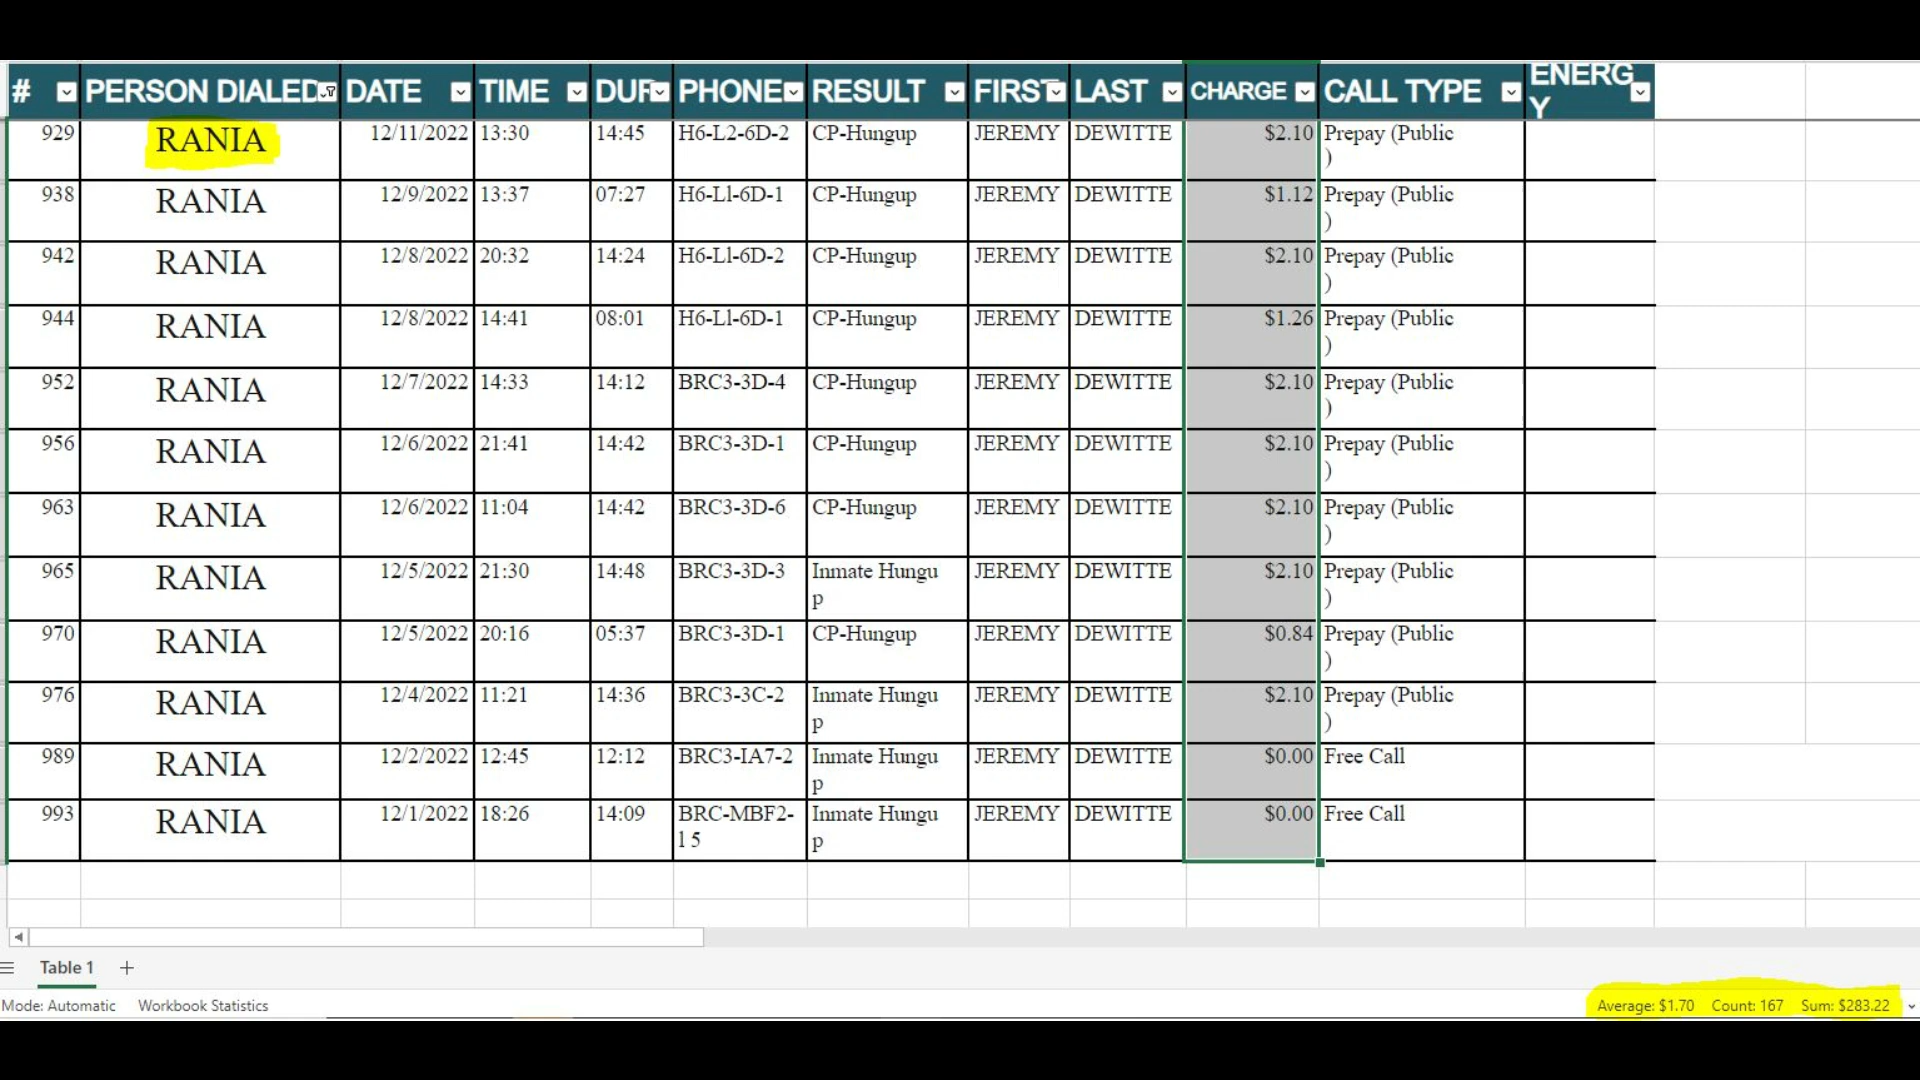 # PERSON DIALED DATE TIME DUR PHONE RESULT FIRST LAST CHARGE CALL TYPE ENERG
Y
929 RANIA 12/11/2022 13:30 14:45 H6-L2-6D-2 CP-Hungup JEREMY DEWITTE $2.10 Prepay (Public
)
938 RANIA 12/9/2022 13:37 07:27 H6-Ll-6D-1 CP-Hungup JEREMY DEWITTE $1.12 Prepay (Public
)
942 RANIA 12/8/2022 20:32 14:24 H6-Ll-6D-2 CP-Hungup JEREMY DEWITTE $2.10 Prepay (Public
)
944 RANIA 12/8/2022 14:41 08:01 H6-Ll-6D-1 CP-Hungup JEREMY DEWITTE $1.26 Prepay (Public
)
952 RANIA 12/7/2022 14:33 14:12 BRC3-3D-4 CP-Hungup JEREMY DEWITTE $2.10 Prepay (Public
)
956 RANIA 12/6/2022 21:41 14:42 BRC3-3D-1 CP-Hungup JEREMY DEWITTE $2.10 Prepay (Public
)
963 RANIA 12/6/2022 11:04 14:42 BRC3-3D-6 CP-Hungup JEREMY DEWITTE $2.10 Prepay (Public
)
965 RANIA 12/5/2022 21:30 14:48 BRC3-3D-3 Inmate Hungu JEREMY DEWITTE $2.10 Prepay (Public
p )
970 RANIA 12/5/2022 20:16 05:37 BRC3-3D-1 CP-Hungup JEREMY DEWITTE $0.84 Prepay (Public
)
976 RANIA 12/4/2022 11:21 14:36 BRC3-3C-2 Inmate Hungu JEREMY DEWITTE $2.10 Prepay (Public
p )
989 RANIA 12/2/2022 12:45 12:12 BRC3-IA7-2 Inmate Hungu JEREMY DEWITTE $0.00 Free Call
p
993 RANIA 12/1/2022 18:26 14:09 BRC-MBF2- Inmate Hungu JEREMY DEWITTE $0.00 Free Call
l 5 p
Table 1 +
Mode: Automatic Workbook Statistics Average: $1.70 Count: 167 Sum: $283.22